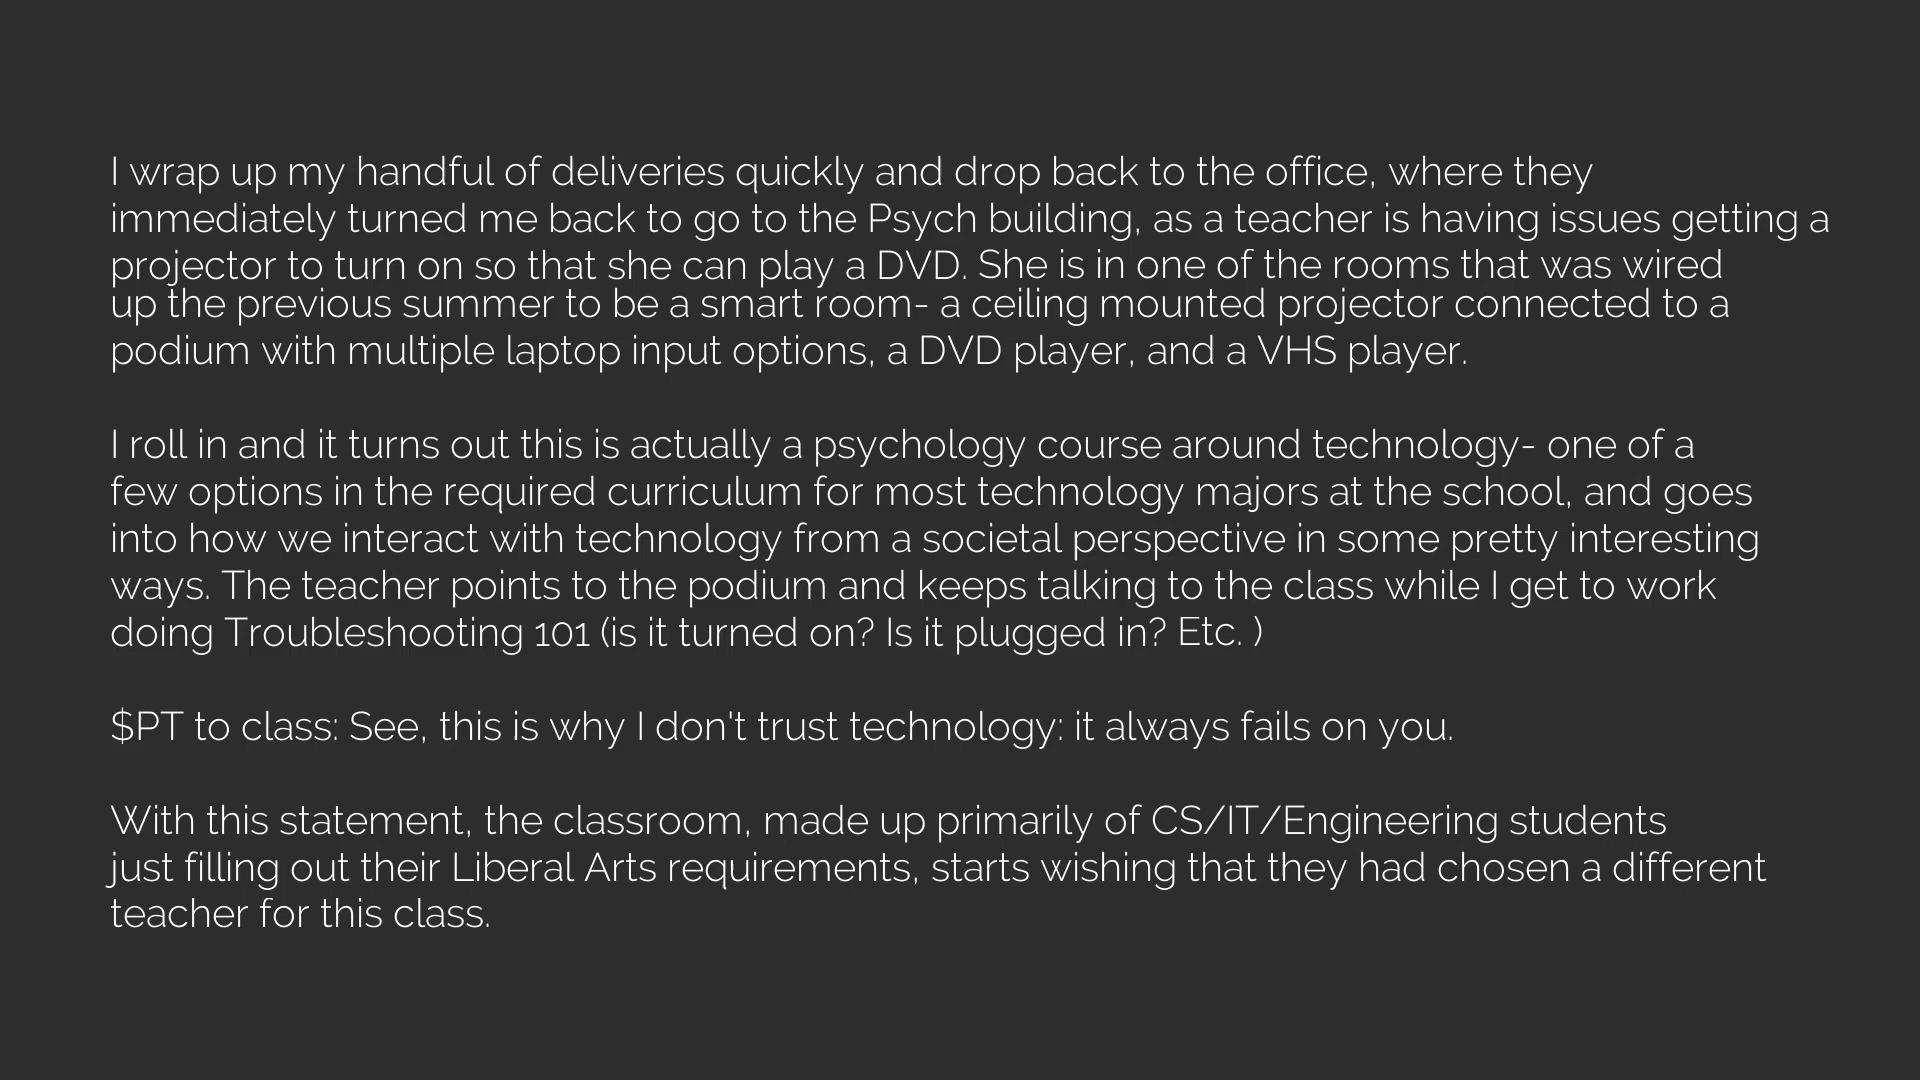 I wrap up my handful of deliveries quickly and drop back to the office, where they
immediately turned me back to go to the Psych building, as a teacher is having issues getting a
projector to turn on so that she can play a DVD. She is in one of the rooms that was wired
up the previous summer to be a smart room- a ceiling mounted projector connected to a
podium with multiple laptop input options, a DVD player, and a VHS player.
I roll in and it turns out this is actually a psychology course around technology- one of a
few options in the required curriculum for most technology majors at the school, and goes
into how we interact with technology from a societal perspective in some pretty interesting
ways. The teacher points to the podium and keeps talking to the class while I get to work
doing Troubleshooting 101 (is it turned on? Is it plugged in? Etc. )
$PT to class: See, this is why I don't trust technology: it always fails on you.
With this statement, the classroom, made up primarily of CS/IT/Engineering students
just filling out their Liberal Arts requirements, starts wishing that they had chosen a different
teacher for this class.